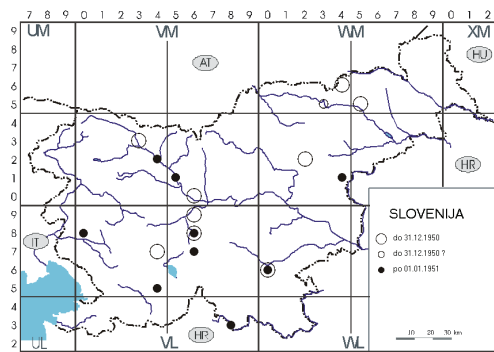 7 8 9 0 1 2 3 4 5 6 7 8 9 0 1 2 3 4 5 6 7 8 9 0 1 2
9 UM VM WM XM
8 HU
7 AT
6
5
4
3
2 HR
1
0
9 SLOVENIJA
8 IT do 31.12.1950
7 do 31.12.1950 ?
6 po 01.01.1951
5
4
3 HR 10 20 30 km
2 UL VL WL